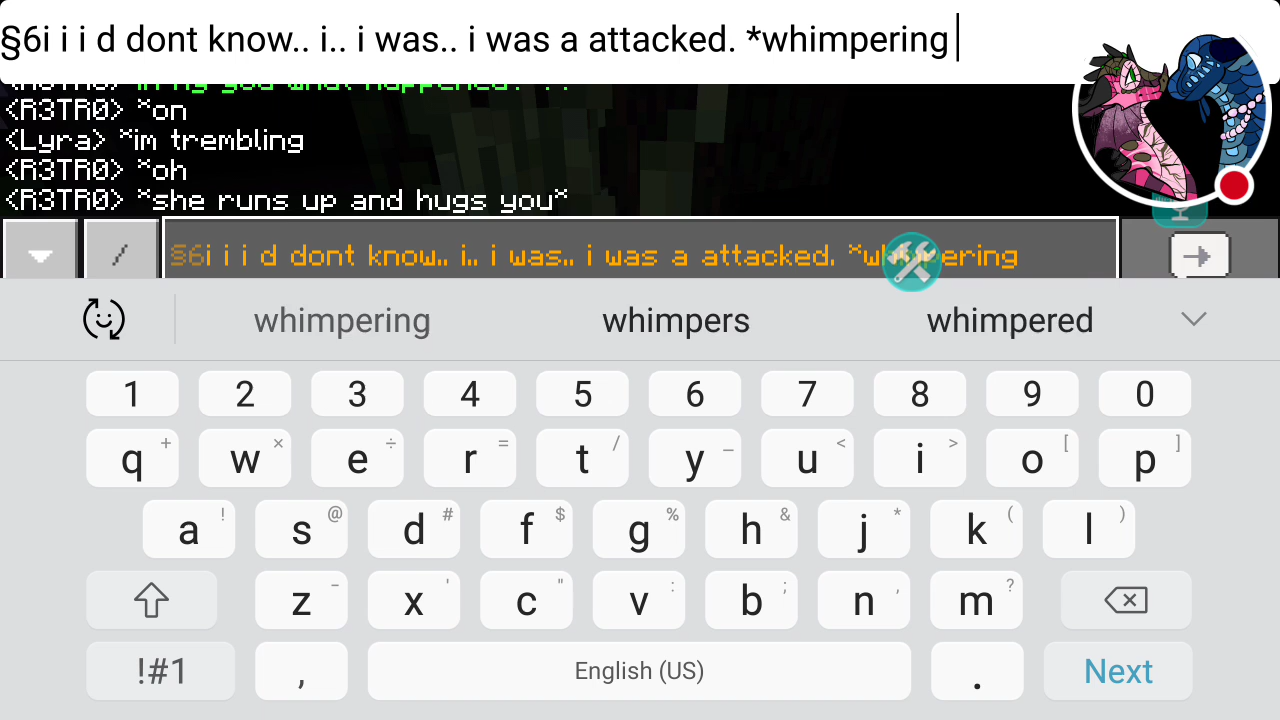 §6i i i d dont know.. i.. i was.. i was a attacked. *whimpering
<R3TR0> *on
<Lyra> *im trembling
<R3TR0> *oh
<R3TR0> *she runs up and hugs you*
/ §6i i i d dont know.. i.. i was.. i was a attacked. *whimpering
whimpering whimpers whimpered
1 2 3 4 5 6 7 8 9 0
q + w × e ÷ r = t / y _ u < i > o [ p ]
a ! s @ d # f $ g % h & j * k ( l )
z - x ' c " v : b ; n , m ?
!#1 , English (US) . Next